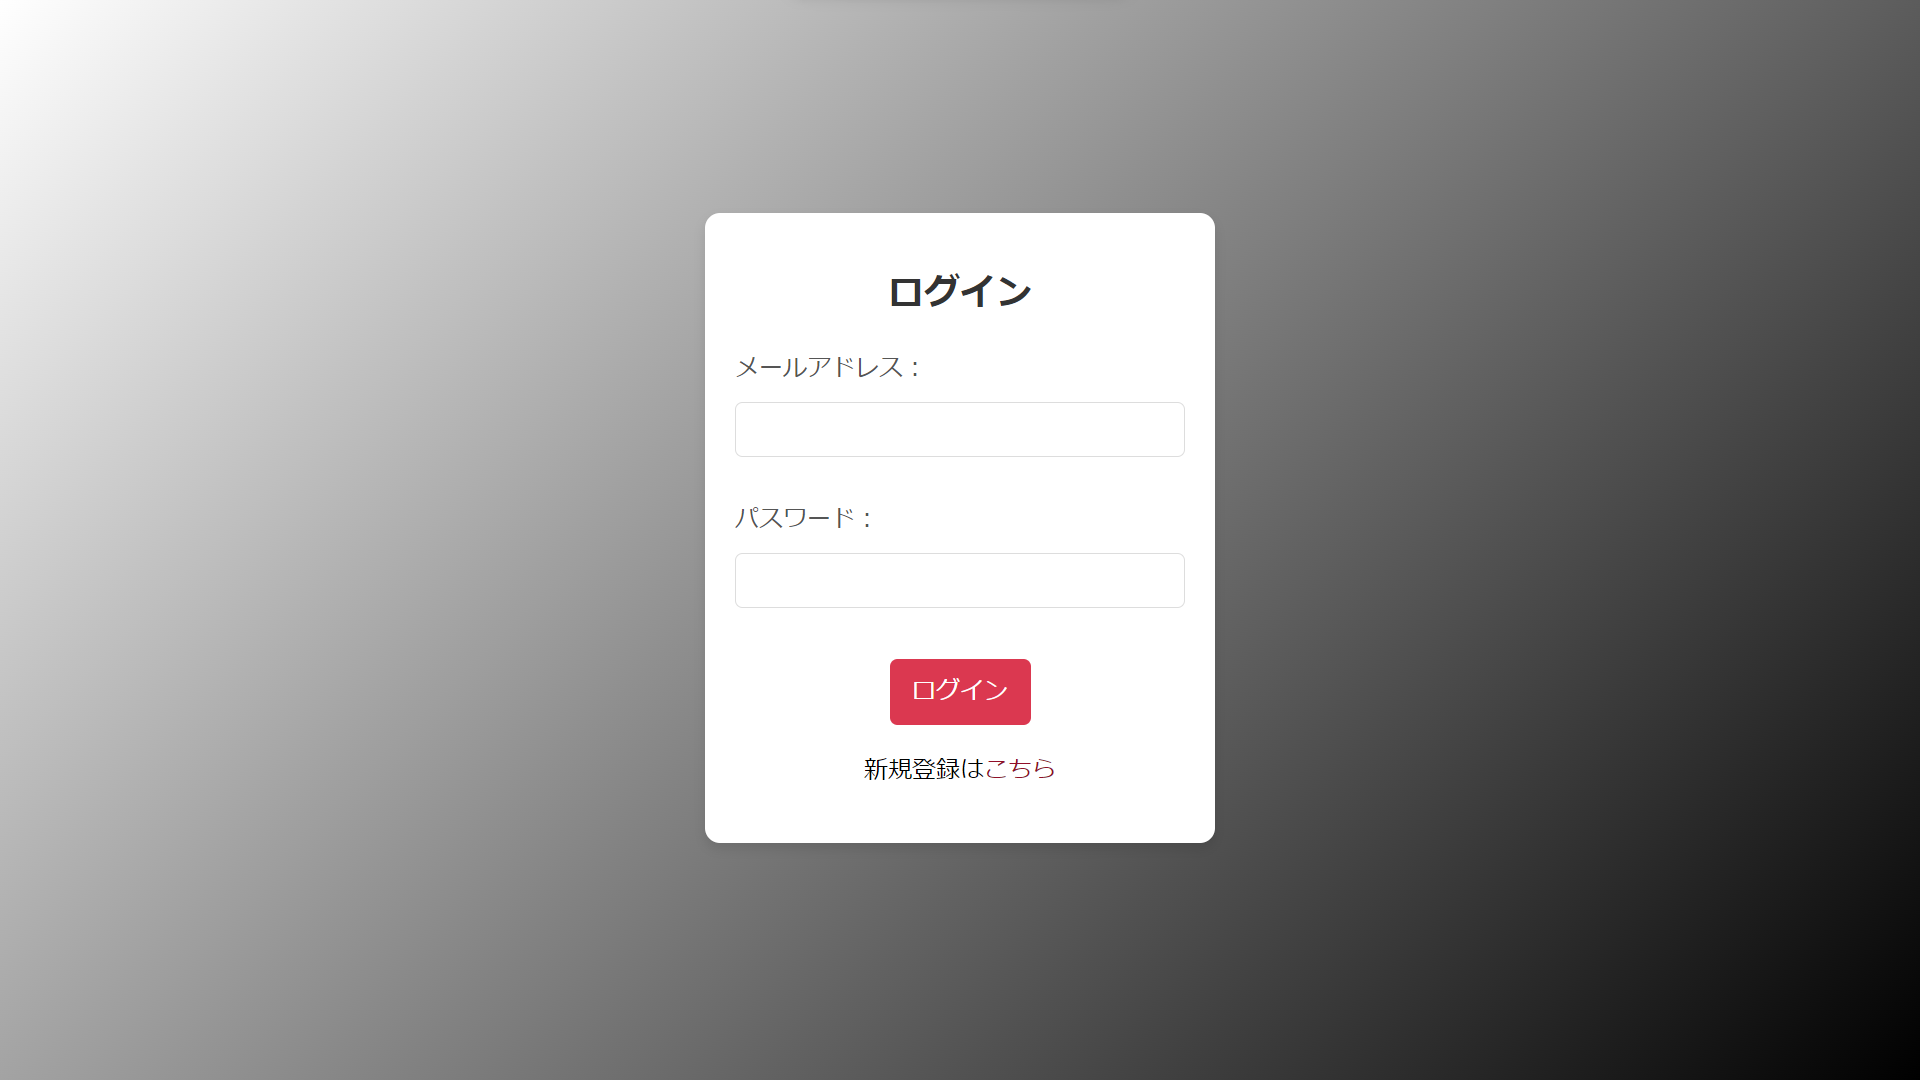 ログイン
メールアドレス：
パスワード：
ログイン
新規登録はこちら